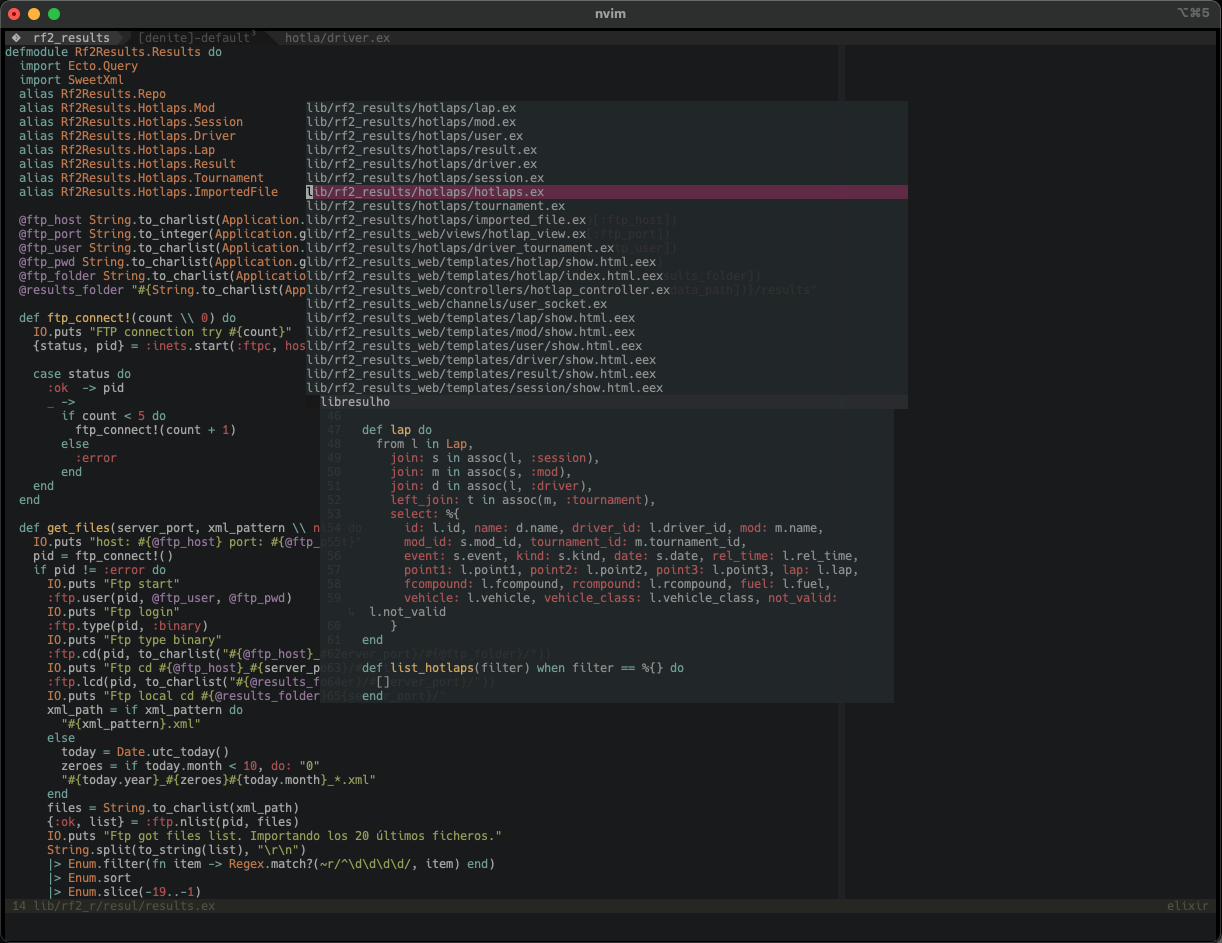 nvim
⌥⌘5
rf2_results [denite]-default³ hotla/driver.ex
defmodule Rf2Results.Results do
import Ecto.Query
import SweetXml
alias Rf2Results.Repo
alias Rf2Results.Hotlaps.Mod
alias Rf2Results.Hotlaps.Session
alias Rf2Results.Hotlaps.Driver
alias Rf2Results.Hotlaps.Lap
alias Rf2Results.Hotlaps.Result
alias Rf2Results.Hotlaps.Tournament
alias Rf2Results.Hotlaps.ImportedFile
@ftp_host String.to_charlist(Application.
@ftp_port String.to_integer(Application.g
@ftp_user String.to_charlist(Application.
@ftp_pwd String.to_charlist(Application.g
@ftp_folder String.to_charlist(Applicatio
@results_folder "#{String.to_charlist(App
def ftp_connect!(count \\ 0) do
IO.puts "FTP connection try #{count}"
{status, pid} = :inets.start(:ftpc, hos
case status do
:ok -> pid
_ ->
if count < 5 do
ftp_connect!(count + 1)
else
:error
end
end
end
def get_files(server_port, xml_pattern \\ n
IO.puts "host: #{@ftp_host} port: #{@ftp_p
pid = ftp_connect!()
if pid != :error do
IO.puts "Ftp start"
:ftp.user(pid, @ftp_user, @ftp_pwd)
IO.puts "Ftp login"
:ftp.type(pid, :binary)
IO.puts "Ftp type binary"
:ftp.cd(pid, to_charlist("#{@ftp_host}_
IO.puts "Ftp cd #{@ftp_host}_#{server_p
:ftp.lcd(pid, to_charlist("#{@results_f
IO.puts "Ftp local cd #{@results_folder
xml_path = if xml_pattern do
"#{xml_pattern}.xml"
else
today = Date.utc_today()
zeroes = if today.month < 10, do: "0"
"#{today.year}_#{zeroes}#{today.month}_*.xml"
end
files = String.to_charlist(xml_path)
{:ok, list} = :ftp.nlist(pid, files)
IO.puts "Ftp got files list. Importando los 20 últimos ficheros."
String.split(to_string(list), "\r\n")
|> Enum.filter(fn item -> Regex.match?(~r/^\d\d\d\d/, item) end)
|> Enum.sort
|> Enum.slice(-19..-1)
lib/rf2_results/hotlaps/lap.ex
lib/rf2_results/hotlaps/mod.ex
lib/rf2_results/hotlaps/user.ex
lib/rf2_results/hotlaps/result.ex
lib/rf2_results/hotlaps/driver.ex
lib/rf2_results/hotlaps/session.ex
lib/rf2_results/hotlaps/hotlaps.ex
lib/rf2_results/hotlaps/tournament.ex
lib/rf2_results/hotlaps/imported_file.ex
lib/rf2_results_web/views/hotlap_view.ex
lib/rf2_results/hotlaps/driver_tournament.ex
lib/rf2_results_web/templates/hotlap/show.html.eex
lib/rf2_results_web/templates/hotlap/index.html.eex
lib/rf2_results_web/controllers/hotlap_controller.ex
lib/rf2_results_web/channels/user_socket.ex
lib/rf2_results_web/templates/lap/show.html.eex
lib/rf2_results_web/templates/mod/show.html.eex
lib/rf2_results_web/templates/user/show.html.eex
lib/rf2_results_web/templates/driver/show.html.eex
lib/rf2_results_web/templates/result/show.html.eex
lib/rf2_results_web/templates/session/show.html.eex
libresulho
46
47 def lap do
48 from l in Lap,
49 join: s in assoc(l, :session),
50 join: m in assoc(s, :mod),
51 join: d in assoc(l, :driver),
52 left_join: t in assoc(m, :tournament),
53 select: %{
54 id: l.id, name: d.name, driver_id: l.driver_id, mod: m.name,
55 mod_id: s.mod_id, tournament_id: m.tournament_id,
56 event: s.event, kind: s.kind, date: s.date, rel_time: l.rel_time,
57 point1: l.point1, point2: l.point2, point3: l.point3, lap: l.lap,
58 fcompound: l.fcompound, rcompound: l.rcompound, fuel: l.fuel,
59 vehicle: l.vehicle, vehicle_class: l.vehicle_class, not_valid:
↳ l.not_valid
60 }
61 end
62
63 def list_hotlaps(filter) when filter == %{} do
64 []
65 end
14 lib/rf2_r/resul/results.ex elixir